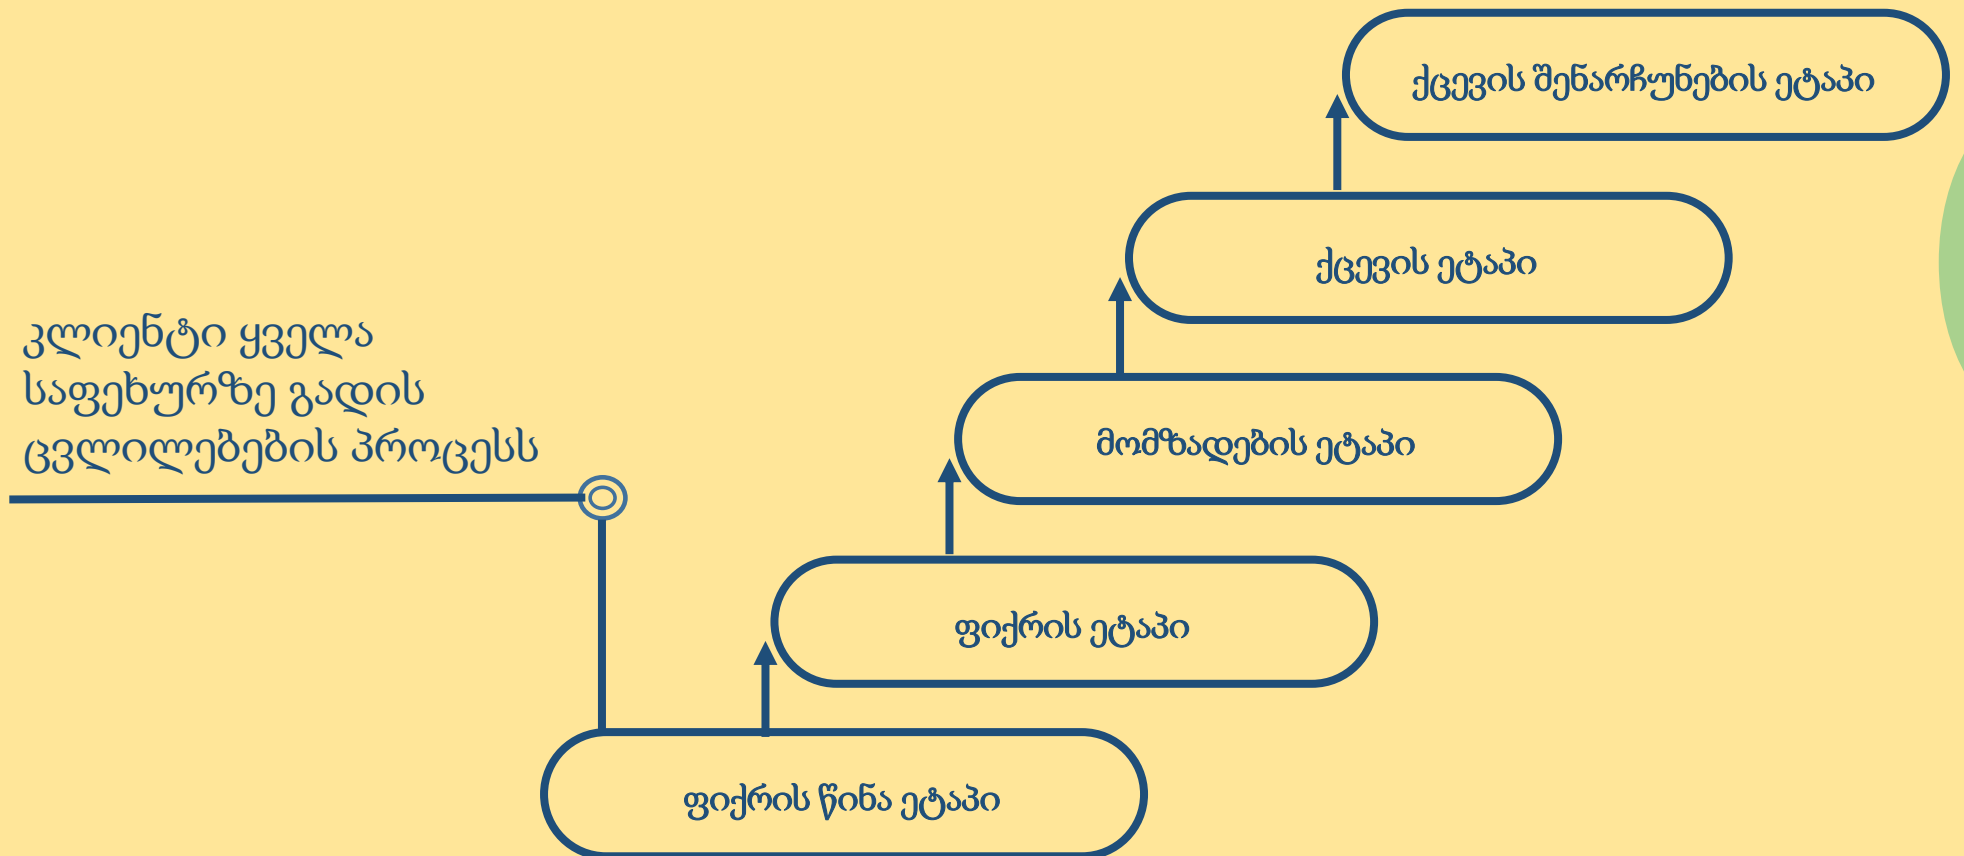 ქცევის შენარჩუნების ეტაპი
ქცევის ეტაპი
კლიენტი ყველა
საფეხურზე გადის
ცვლილებების პროცესს
მომზადების ეტაპი
ფიქრის ეტაპი
ფიქრის წინა ეტაპი